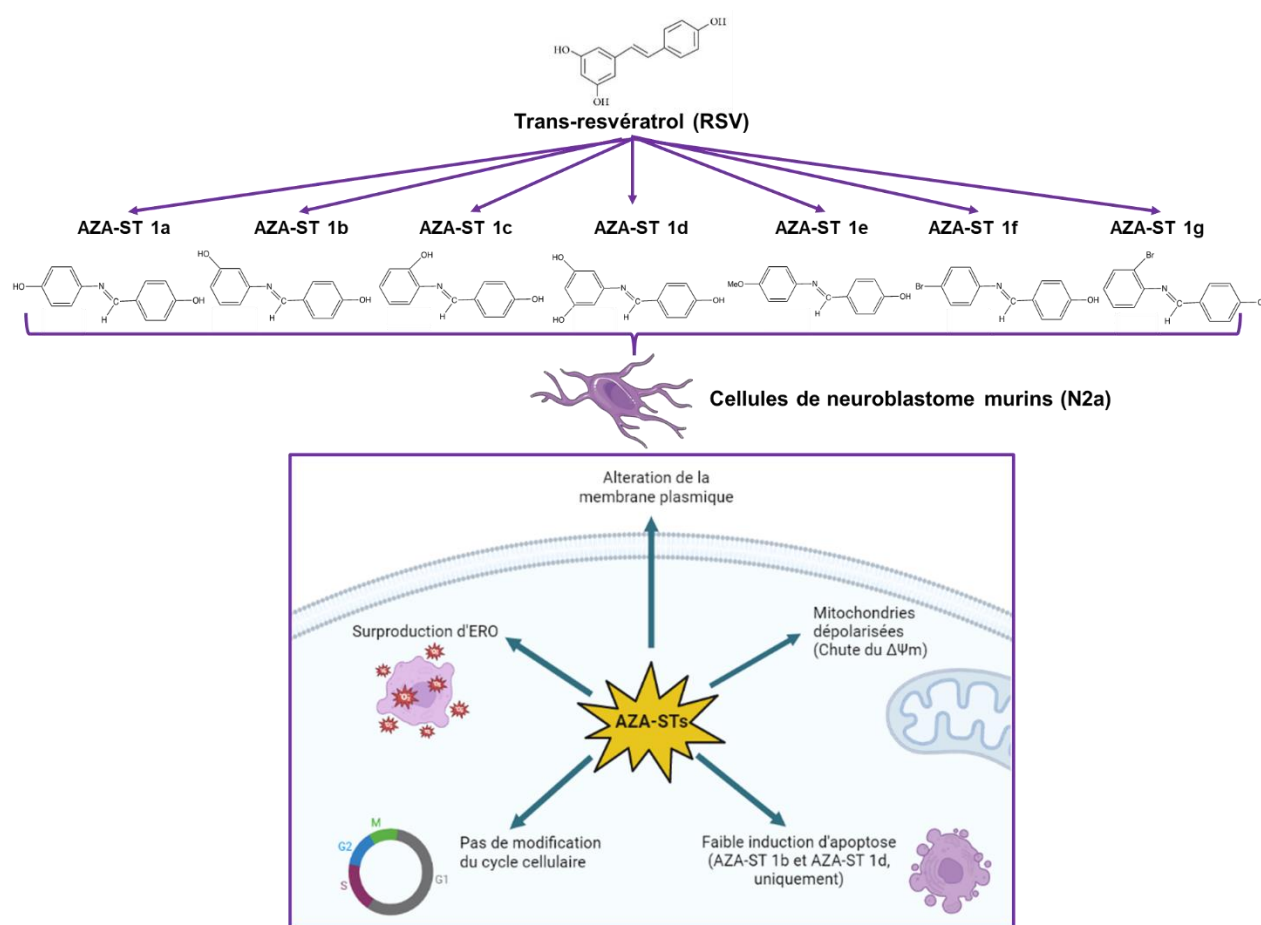 OH
HO
OH
Trans-resvératrol (RSV)
AZA-ST 1a AZA-ST 1b AZA-ST 1c AZA-ST 1d AZA-ST 1e AZA-ST 1f AZA-ST 1g
HO N H OH
HO N H OH
OH N H OH
HO HO N H OH
MeO N H OH
Br N H OH
Br N H
Cellules de neuroblastome murins (N2a)
Alteration de la
membrane plasmique
Surproduction d'ERO
Mitochondries
dépolarisées
(Chute du ΔΨm)
AZA-STs
M
G2
S
G1
Pas de modification
du cycle cellulaire
Faible induction d'apoptose
(AZA-ST 1b et AZA-ST 1d,
uniquement)